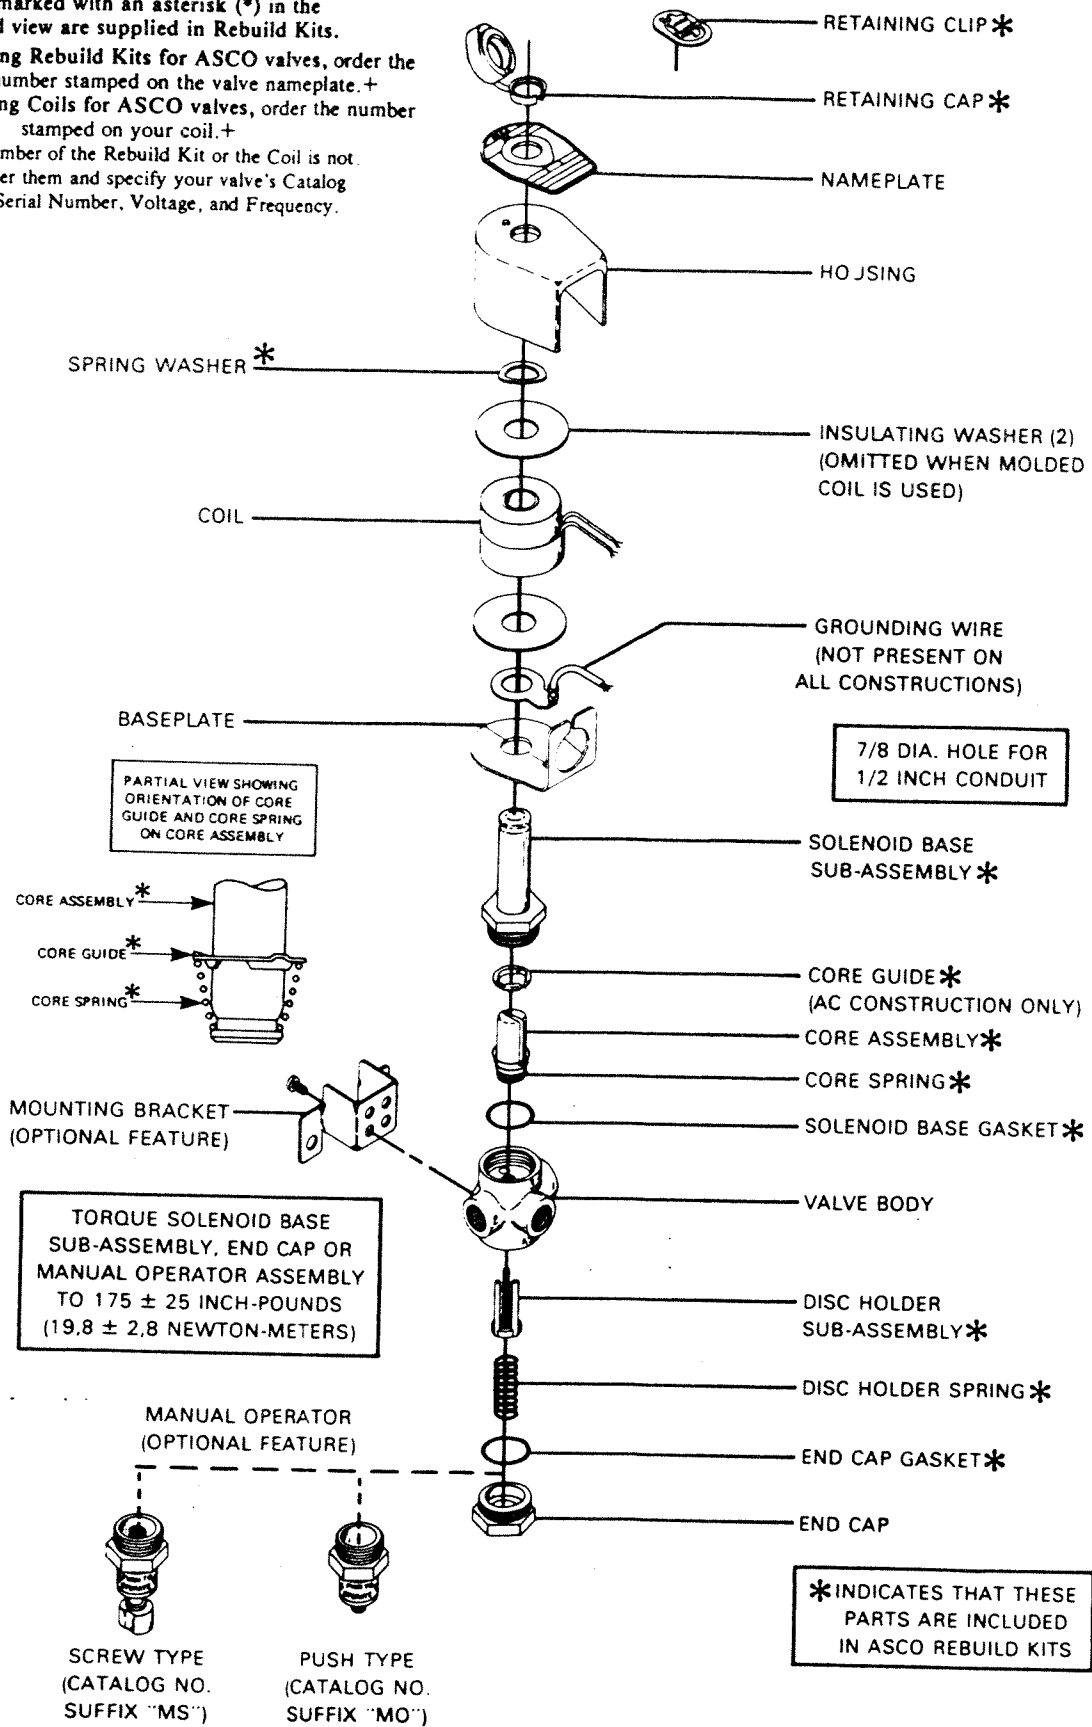 marked with an asterisk (*) in the
view are supplied in Rebuild Kits.
ng Rebuild Kits for ASCO valves, order the
number stamped on the valve nameplate.+
ng Coils for ASCO valves, order the number
stamped on your coil.+
mber of the Rebuild Kit or the Coil is not
er them and specify your valve's Catalog
Serial Number, Voltage, and Frequency.
RETAINING CLIP*
RETAINING CAP*
NAMEPLATE
HOUSING
SPRING WASHER*
INSULATING WASHER (2)
(OMITTED WHEN MOLDED
COIL IS USED)
COIL
GROUNDING WIRE
(NOT PRESENT ON
ALL CONSTRUCTIONS)
BASEPLATE
7/8 DIA. HOLE FOR
1/2 INCH CONDUIT
PARTIAL VIEW SHOWING
ORIENTATION OF CORE
GUIDE AND CORE SPRING
ON CORE ASSEMBLY
SOLENOID BASE
SUB-ASSEMBLY*
CORE ASSEMBLY*
CORE GUIDE*
CORE SPRING*
CORE GUIDE*
(AC CONSTRUCTION ONLY)
CORE ASSEMBLY*
CORE SPRING*
MOUNTING BRACKET
(OPTIONAL FEATURE)
SOLENOID BASE GASKET*
VALVE BODY
TORQUE SOLENOID BASE
SUB-ASSEMBLY, END CAP OR
MANUAL OPERATOR ASSEMBLY
TO 175 ± 25 INCH-POUNDS
(19,8 ± 2,8 NEWTON-METERS)
DISC HOLDER
SUB-ASSEMBLY*
DISC HOLDER SPRING*
MANUAL OPERATOR
(OPTIONAL FEATURE)
END CAP GASKET*
END CAP
SCREW TYPE
(CATALOG NO.
SUFFIX "MS")
PUSH TYPE
(CATALOG NO.
SUFFIX "MO")
*INDICATES THAT THESE
PARTS ARE INCLUDED
IN ASCO REBUILD KITS